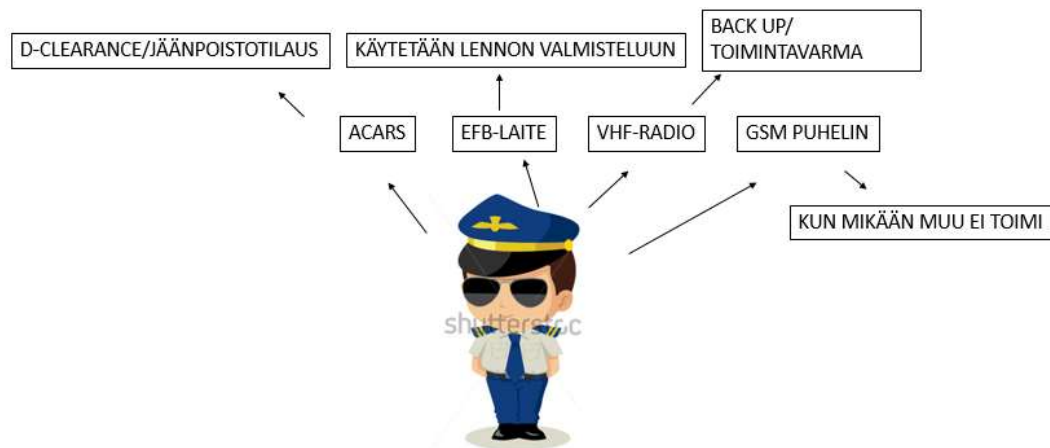 D-CLEARANCE/JÄÄNPOISTOTILAUS
KÄYTETÄÄN LENNON VALMISTELUUN
BACK UP/
TOIMINTAVARMA
ACARS
EFB-LAITE
VHF-RADIO
GSM PUHELIN
KUN MIKÄÄN MUU EI TOIMI
shutterstoc